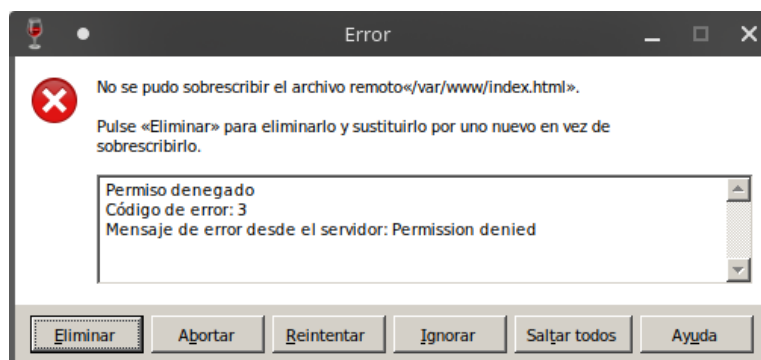 Error
No se pudo sobrescribir el archivo remoto«/var/www/index.html».
Pulse «Eliminar» para eliminarlo y sustituirlo por uno nuevo en vez de
sobrescribirlo.
Permiso denegado
Código de error: 3
Mensaje de error desde el servidor: Permission denied
Eliminar Abortar Reintentar Ignorar Saltar todos Ayuda